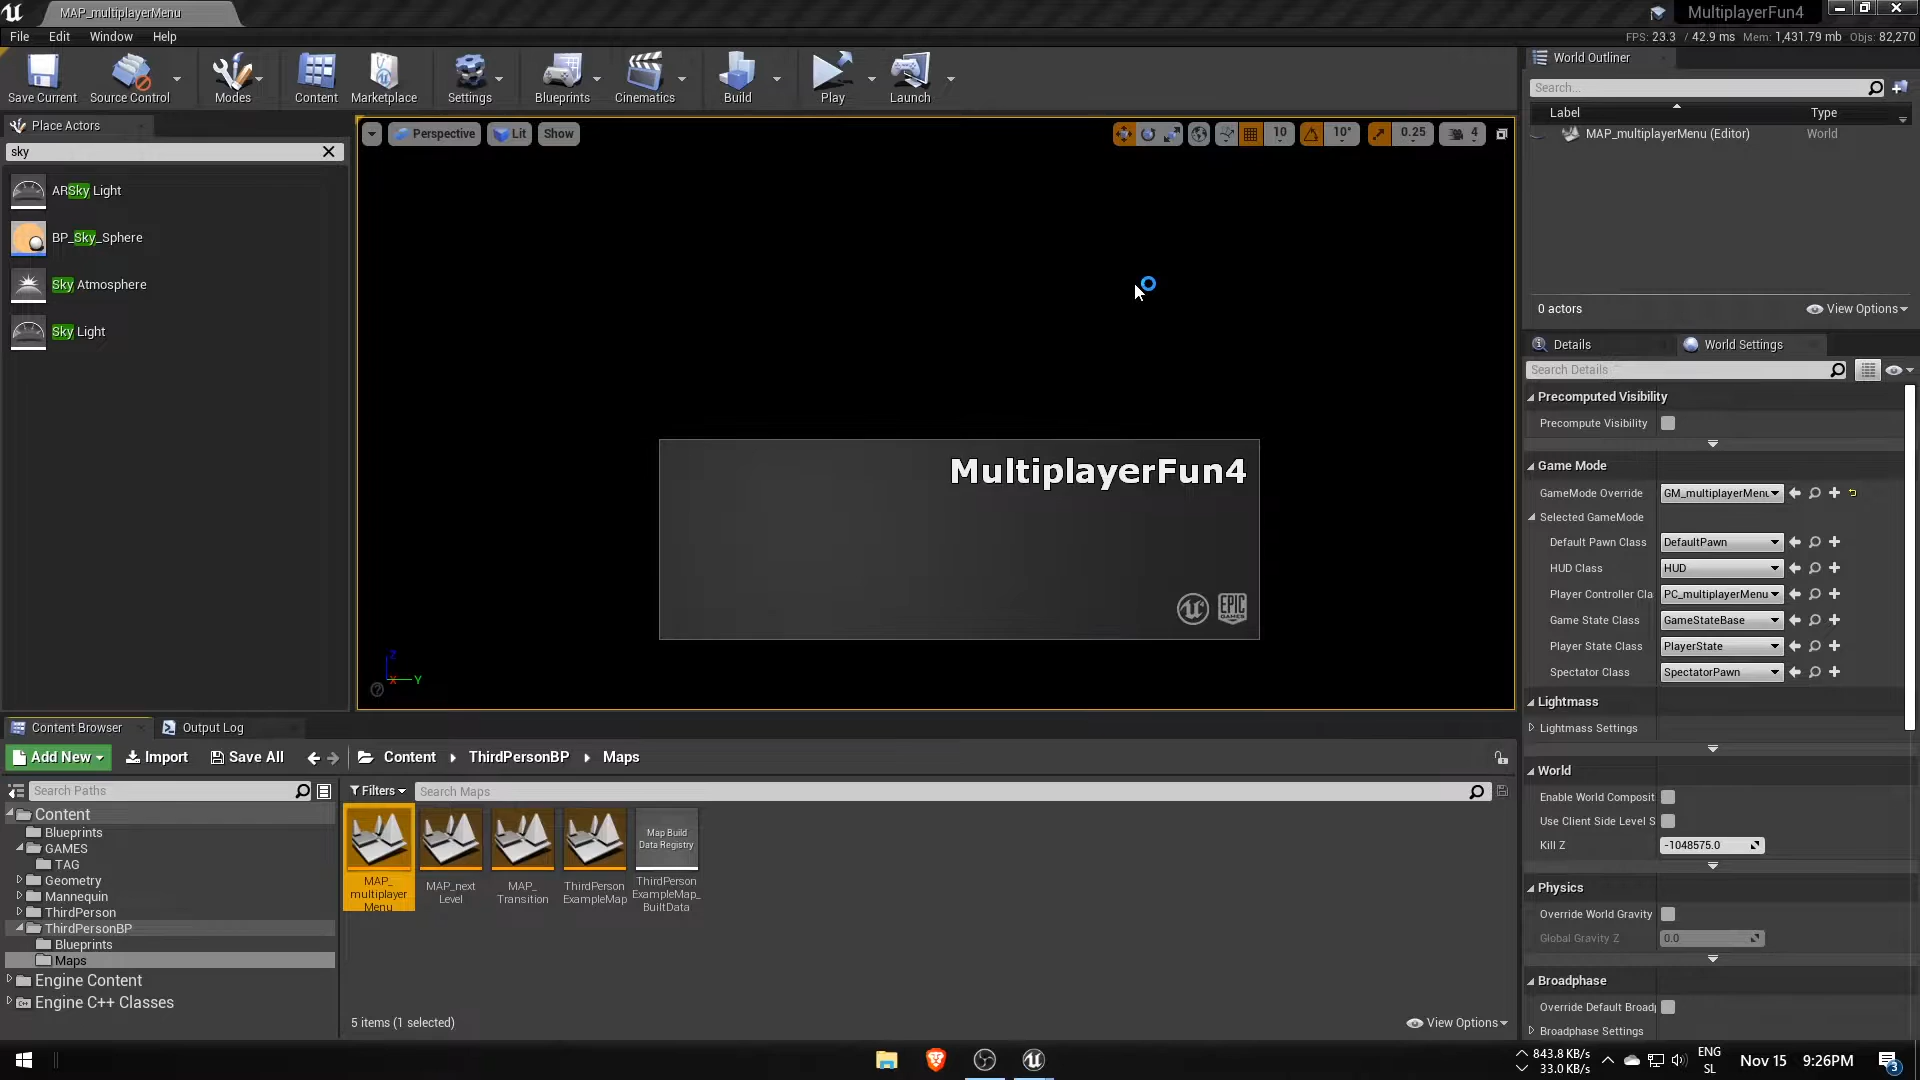 MAP_multiplayerMenu
MultiplayerFun4
File Edit Window Help
FPS: 23.3 / 42.9 ms Mem: 1,431.79 mb Objs: 82,270
Save Current
Source Control
Modes
Content
Marketplace
Settings
Blueprints
Cinematics
Build
Play
Launch
World Outliner
Search...
Label
Type
MAP_multiplayerMenu (Editor)
World
0 actors
View Options
Place Actors
sky
ARSky Light
BP_Sky_Sphere
Sky Atmosphere
Sky Light
Perspective
Lit
Show
10
10°
0.25
4
MultiplayerFun4
EPIC
GAMES
Z
X
Y
Details
World Settings
Search Details
Precomputed Visibility
Precompute Visibility
Game Mode
GameMode Override
GM_multiplayerMenu
Selected GameMode
Default Pawn Class
DefaultPawn
HUD Class
HUD
Player Controller Cla
PC_multiplayerMenu
Game State Class
GameStateBase
Player State Class
PlayerState
Spectator Class
SpectatorPawn
Lightmass
Lightmass Settings
World
Enable World Composit
Use Client Side Level S
Kill Z
-1048575.0
Physics
Override World Gravity
Global Gravity Z
0.0
Broadphase
Override Default Broadp
Broadphase Settings
Content Browser
Output Log
Add New
Import
Save All
Content
ThirdPersonBP
Maps
Search Paths
Filters
Search Maps
Content
Blueprints
GAMES
TAG
Geometry
Mannequin
ThirdPerson
ThirdPersonBP
Blueprints
Maps
Engine Content
Engine C++ Classes
MAP_
multiplayer
Menu
MAP_next
Level
MAP_
Transition
ThirdPerson
ExampleMap
Map Build
Data Registry
ThirdPerson
ExampleMap_
BuiltData
5 items (1 selected)
View Options
843.8 KB/s
33.0 KB/s
ENG
SL
Nov 15
9:26PM
3